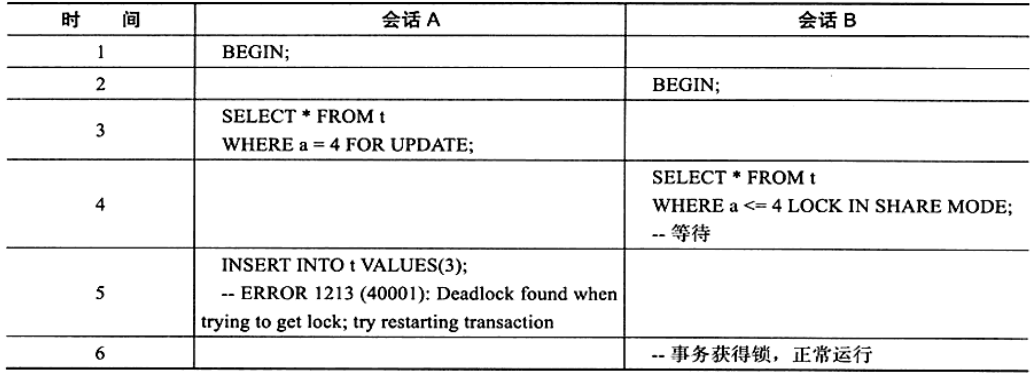 时 间 会话 A 会话 B
1 BEGIN;
2 BEGIN;
3 SELECT * FROM t
WHERE a = 4 FOR UPDATE;
4 SELECT * FROM t
WHERE a <= 4 LOCK IN SHARE MODE;
-- 等待
5 INSERT INTO t VALUES(3);
-- ERROR 1213 (40001): Deadlock found when
trying to get lock; try restarting transaction
6 -- 事务获得锁，正常运行